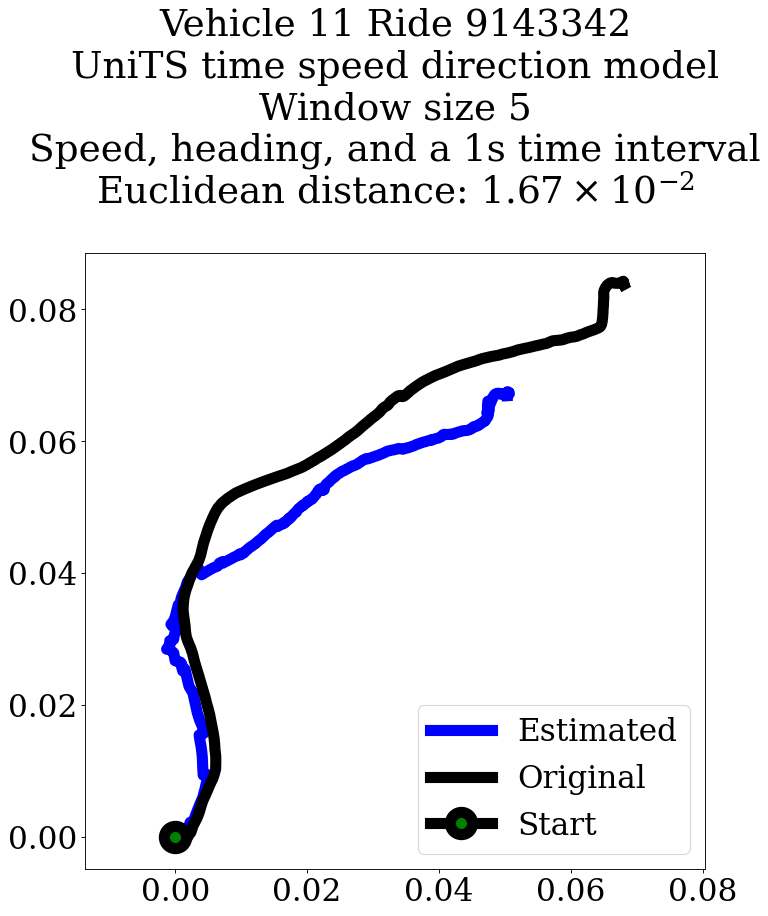 Vehicle 11 Ride 9143342
UniTS time speed direction model
Window size 5
Speed, heading, and a 1s time interval
Euclidean distance: 1.67 × 10⁻²
0.08
0.06
0.04
0.02
0.00
Estimated
Original
Start
0.00 0.02 0.04 0.06 0.08